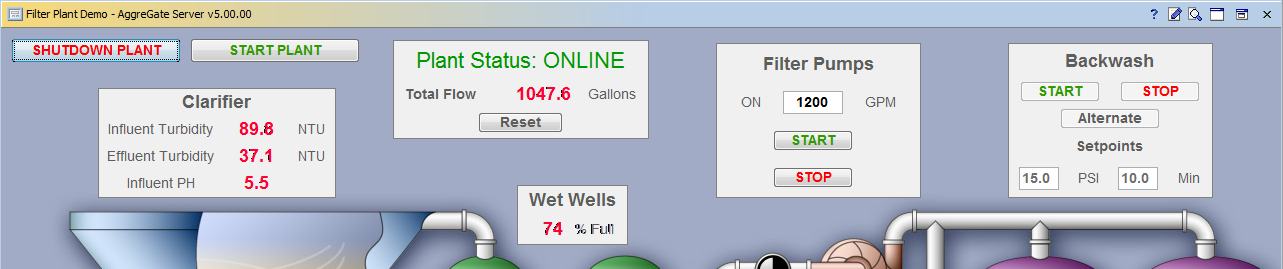 Filter Plant Demo - AggreGate Server v5.00.00
SHUTDOWN PLANT
START PLANT
Clarifier
Influent Turbidity 89.8 NTU
Effluent Turbidity 37.1 NTU
Influent PH 5.5
Plant Status: ONLINE
Total Flow 1047.6 Gallons
Reset
Wet Wells
74 % Full
Filter Pumps
ON 1200 GPM
START
STOP
Backwash
START STOP
Alternate
Setpoints
15.0 PSI 10.0 Min